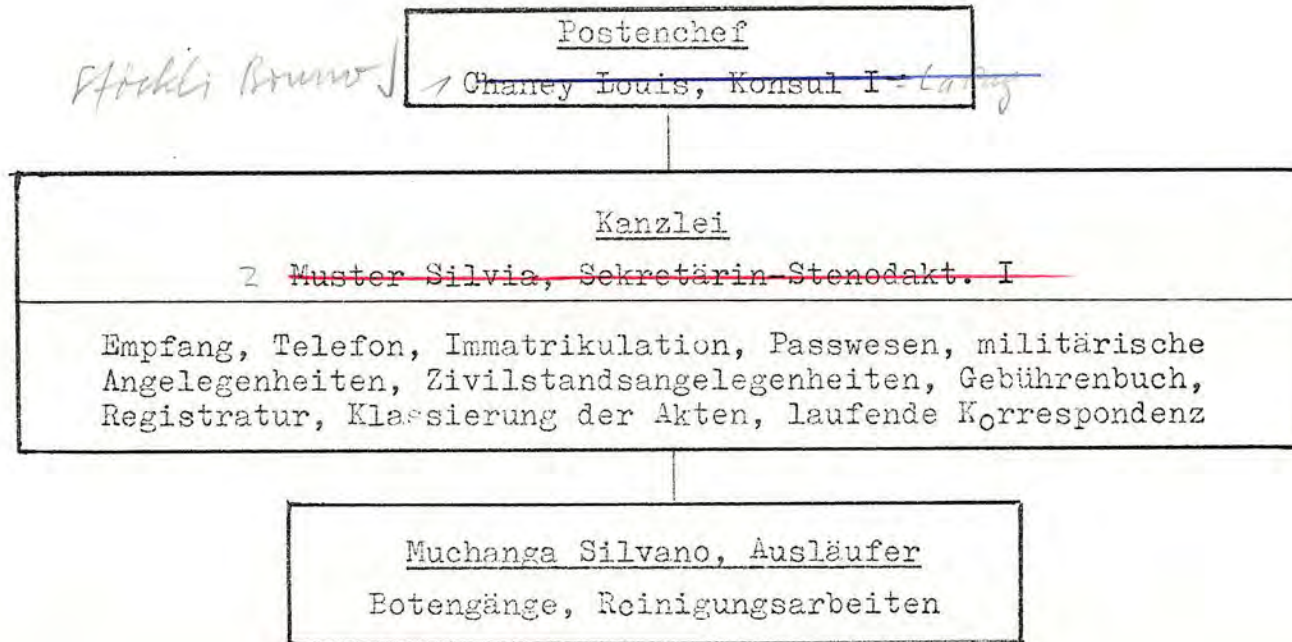 Postenchef
Stöckli Bruno 1 Chaney Louis, Konsul I
Kanzlei
2 Muster Silvia, Sekretärin-Stenodakt. I
Empfang, Telefon, Immatrikulation, Passwesen, militärische
Angelegenheiten, Zivilstandsangelegenheiten, Gebührenbuch,
Registratur, Klassierung der Akten, laufende Korrespondenz
Muchanga Silvano, Ausläufer
Botengänge, Reinigungsarbeiten